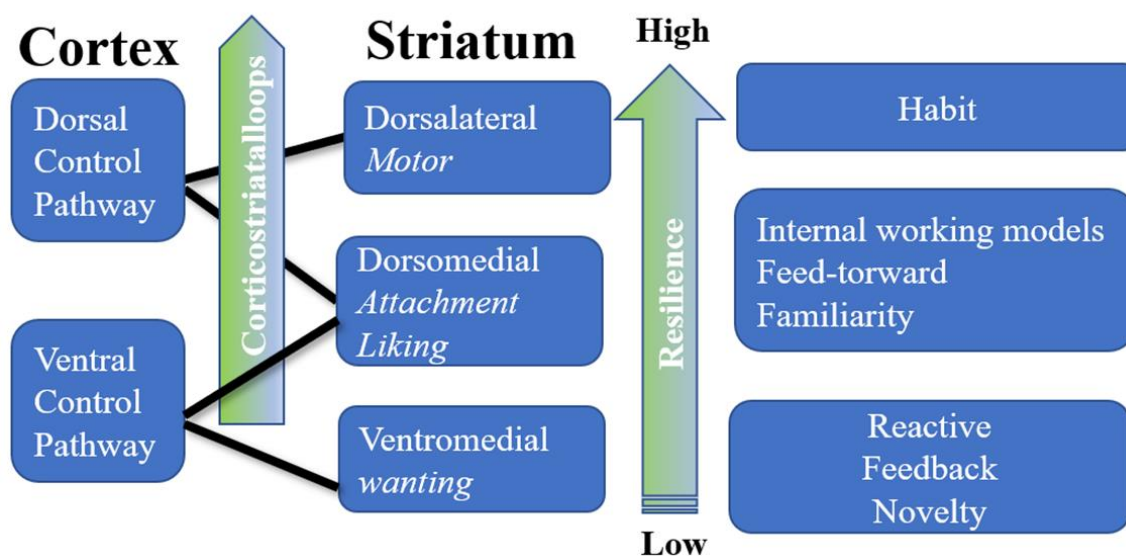 Cortex
Striatum
High
Dorsal
Control
Pathway
Corticostriatalloops
Dorsalateral
Motor
Habit
Dorsomedial
Attachment
Liking
Resilience
Internal working models
Feed-torward
Familiarity
Ventral
Control
Pathway
Ventromedial
wanting
Reactive
Feedback
Novelty
Low